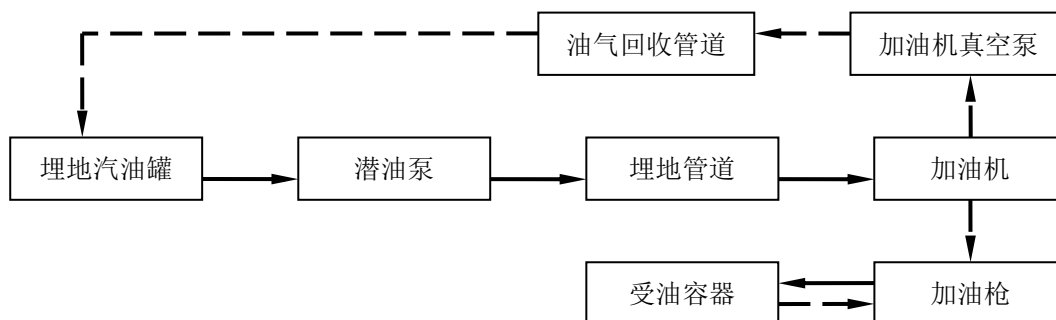 油气回收管道
加油机真空泵
埋地汽油罐
潜油泵
埋地管道
加油机
受油容器
加油枪